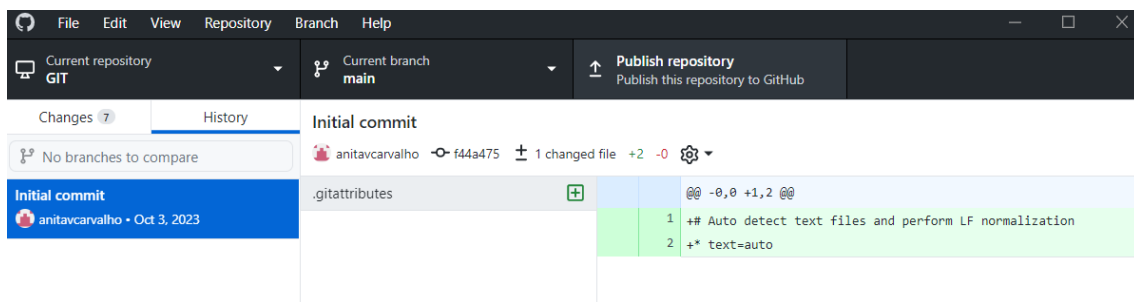 File Edit View Repository Branch Help
Current repository
GIT
Current branch
main
Publish repository
Publish this repository to GitHub
Changes 7 History
No branches to compare
Initial commit
anitavcarvalho • Oct 3, 2023
Initial commit
anitavcarvalho f44a475 1 changed file +2 -0
.gitattributes
@@ -0,0 +1,2 @@
1 +# Auto detect text files and perform LF normalization
2 +* text=auto